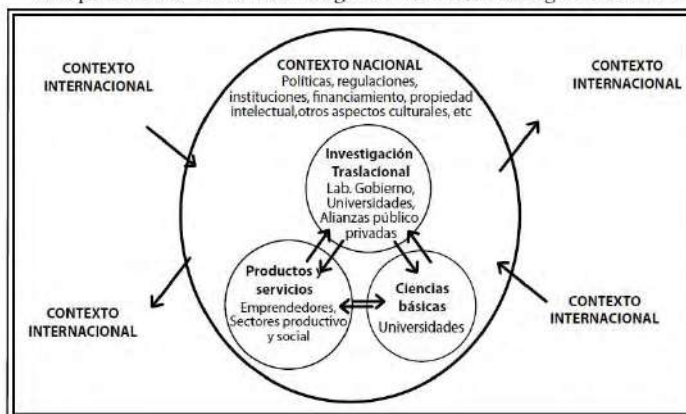 CONTEXTO
INTERNACIONAL
CONTEXTO NACIONAL
Políticas, regulaciones,
instituciones, financiamiento, propiedad
intelectual,otros aspectos culturales, etc
CONTEXTO
INTERNACIONAL
Investigación
Traslacional
Lab. Gobierno,
Universidades,
Alianzas público
privadas
Productos y
servicios
Emprendedores,
Sectores productivo
y social
Ciencias
básicas
Universidades
CONTEXTO
INTERNACIONAL
CONTEXTO
INTERNACIONAL